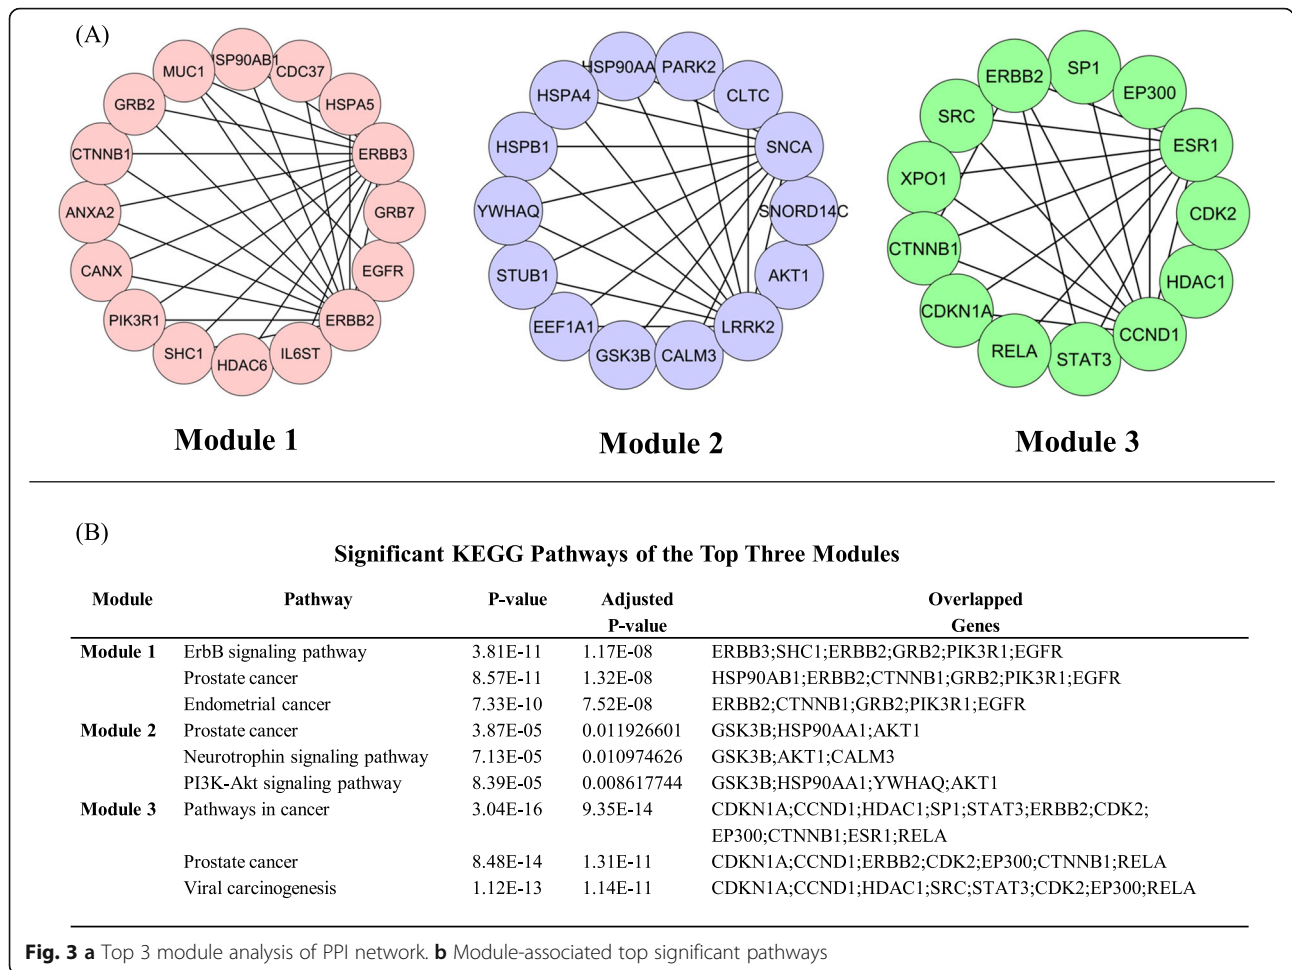 (A)
HSP90AB1
MUC1
CDC37
GRB2
HSPA5
CTNNB1
ERBB3
ANXA2
GRB7
CANX
EGFR
PIK3R1
ERBB2
SHC1
HDAC6
IL6ST
Module 1
HSP90AA
PARK2
HSPA4
CLTC
HSPB1
SNCA
YWHAQ
SNORD14C
STUB1
AKT1
EEF1A1
LRRK2
GSK3B
CALM3
Module 2
ERBB2
SP1
EP300
SRC
ESR1
XPO1
CDK2
CTNNB1
HDAC1
CDKN1A
CCND1
RELA
STAT3
Module 3
(B)
Significant KEGG Pathways of the Top Three Modules
Module Pathway P-value Adjusted Overlapped
P-value Genes
Module 1 ErbB signaling pathway 3.81E-11 1.17E-08 ERBB3;SHC1;ERBB2;GRB2;PIK3R1;EGFR
Prostate cancer 8.57E-11 1.32E-08 HSP90AB1;ERBB2;CTNNB1;GRB2;PIK3R1;EGFR
Endometrial cancer 7.33E-10 7.52E-08 ERBB2;CTNNB1;GRB2;PIK3R1;EGFR
Module 2 Prostate cancer 3.87E-05 0.011926601 GSK3B;HSP90AA1;AKT1
Neurotrophin signaling pathway 7.13E-05 0.010974626 GSK3B;AKT1;CALM3
PI3K-Akt signaling pathway 8.39E-05 0.008617744 GSK3B;HSP90AA1;YWHAQ;AKT1
Module 3 Pathways in cancer 3.04E-16 9.35E-14 CDKN1A;CCND1;HDAC1;SP1;STAT3;ERBB2;CDK2;
EP300;CTNNB1;ESR1;RELA
Prostate cancer 8.48E-14 1.31E-11 CDKN1A;CCND1;ERBB2;CDK2;EP300;CTNNB1;RELA
Viral carcinogenesis 1.12E-13 1.14E-11 CDKN1A;CCND1;HDAC1;SRC;STAT3;CDK2;EP300;RELA
Fig. 3 a Top 3 module analysis of PPI network. b Module-associated top significant pathways